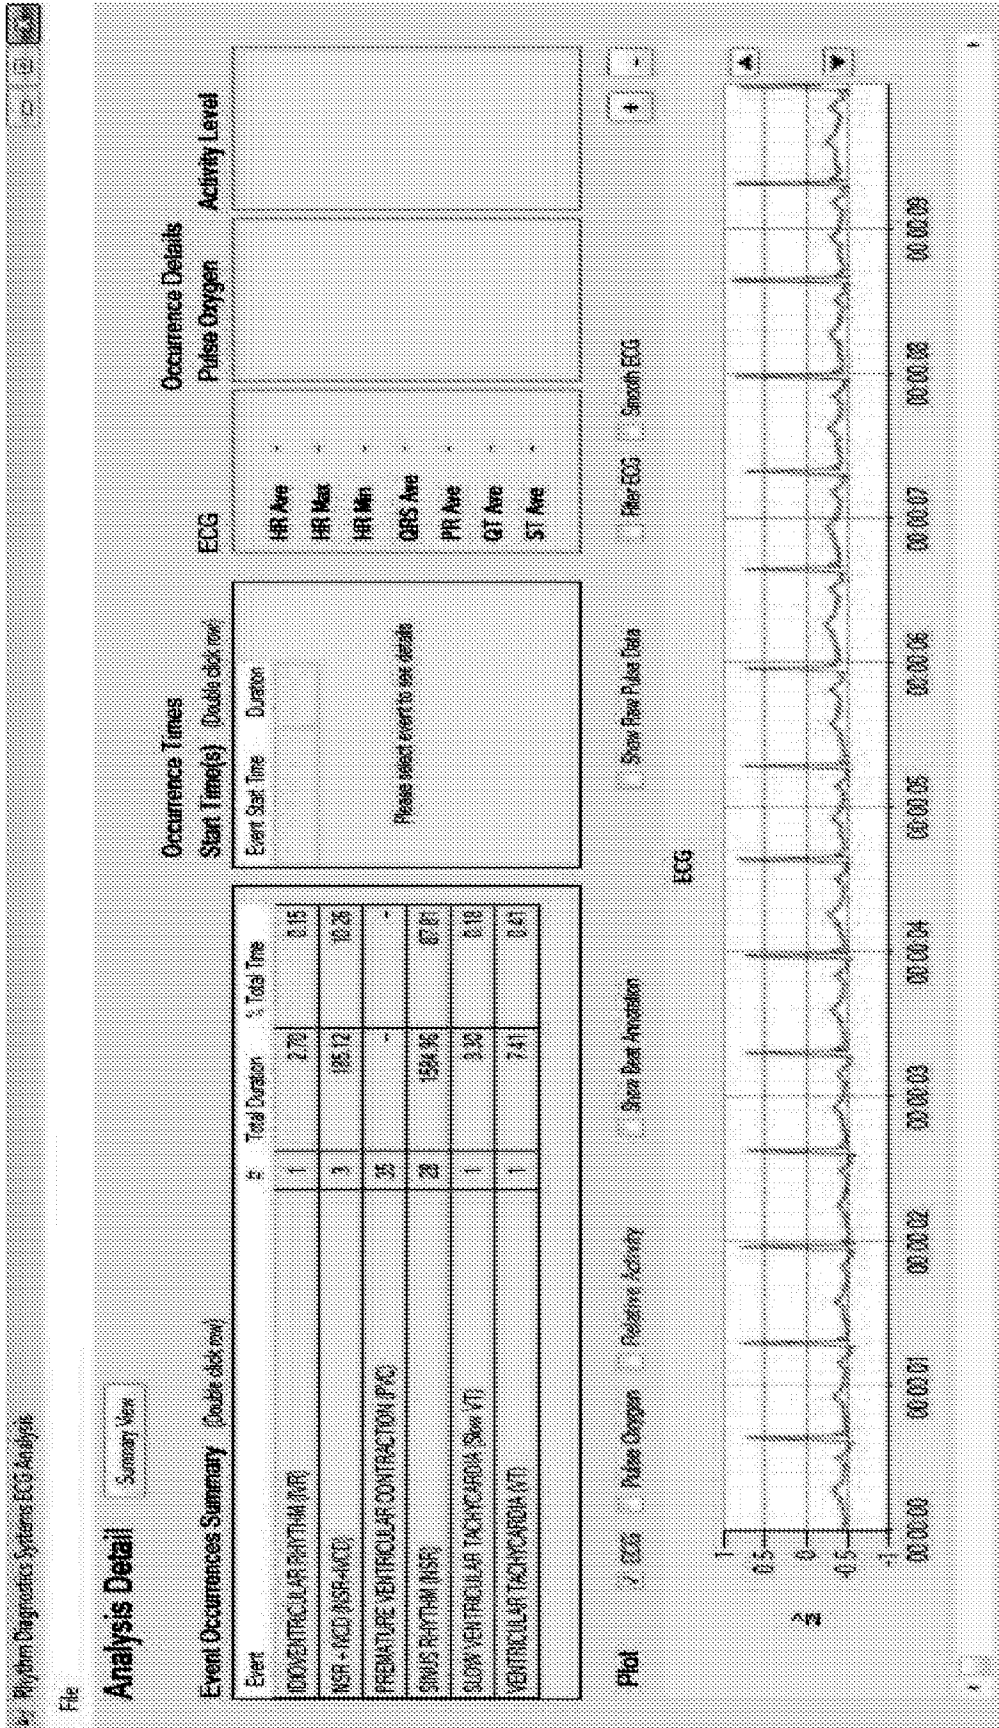 Rhythm Diagnostics Systems ECG Analysis
File
Analysis Detail
Summary View
Event Occurrences Summary (Double click row)
Event # Total Duration % Total Time
IDIOVENTRICULAR RHYTHM (IVR) 1 2.70 0.15
NSR + IVCD (NSR+IVCD) 3 185.12 10.26
PREMATURE VENTRICULAR CONTRACTION (PVC) 35 - -
SINUS RHYTHM (NSR) 28 1584.96 87.81
SLOW VENTRICULAR TACHYCARDIA (Slow VT) 1 3.30 0.18
VENTRICULAR TACHYCARDIA (VT) 1 7.41 0.41
Occurrence Times
Start Time(s) (Double click row)
Event Start Time Duration
Please select event to see details
Occurrence Details
ECG Pulse Oxygen Activity Level
HR Ave -
HR Max -
HR Min -
QRS Ave -
PR Ave -
QT Ave -
ST Ave -
Plot ECG Pulse Oxygen Show Beat Annotation Show Raw Pulse Data Filter ECG Smooth ECG + -
ECG
1
0.5
0
-0.5
-1
00:00:00 00:00:01 00:00:02 00:00:03 00:00:04 00:00:05 00:00:06 00:00:07 00:00:08 00:00:09